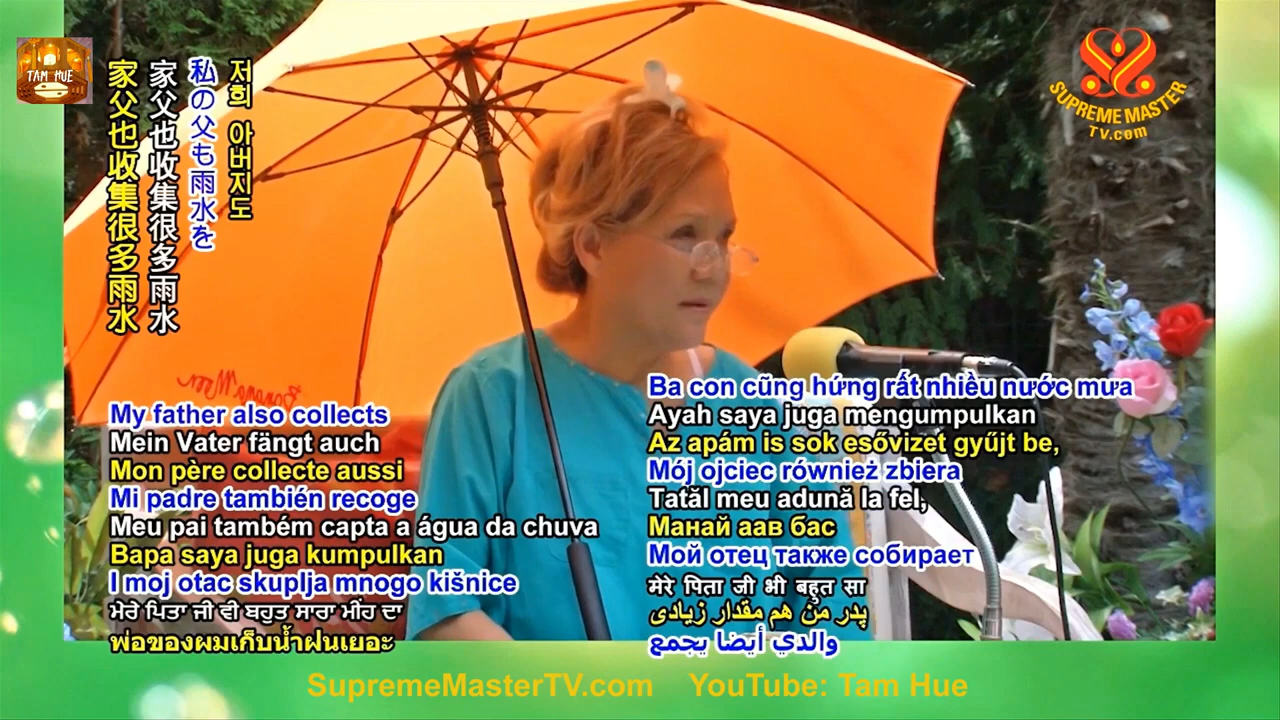 TAM HUE
SUPREME MASTER
TV.com
저희 아버지도
私の父も雨水を
家父也收集很多雨水
家父也收集很多雨水
My father also collects
Mein Vater fängt auch
Mon père collecte aussi
Mi padre también recoge
Meu pai também capta a água da chuva
Bapa saya juga kumpulkan
I moj otac skuplja mnogo kišnice
ਮੇਰੇ ਪਿਤਾ ਜੀ ਵੀ ਬਹੁਤ ਸਾਰਾ ਮੀਂਹ ਦਾ
พ่อของผมเก็บน้ำฝนเยอะ
Ba con cũng hứng rất nhiều nước mưa
Ayah saya juga mengumpulkan
Az apám is sok esővizet gyűjt be,
Mój ojciec również zbiera
Tatăl meu adună la fel,
Манай аав бас
Мой отец также собирает
मेरे पिता जी भी बहुत सा
پدر من هم مقدار زیادی
والدي أيضا يجمع
SupremeMasterTV.com YouTube: Tam Hue